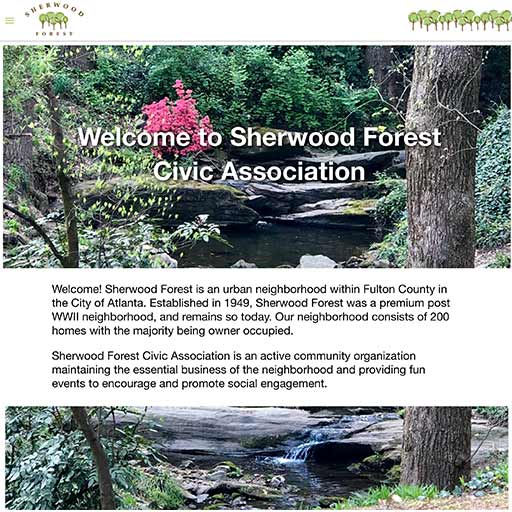 SHERWOOD
FOREST
Welcome to Sherwood Forest
Civic Association
Welcome! Sherwood Forest is an urban neighborhood within Fulton County in
the City of Atlanta. Established in 1949, Sherwood Forest was a premium post
WWII neighborhood, and remains so today. Our neighborhood consists of 200
homes with the majority being owner occupied.
Sherwood Forest Civic Association is an active community organization
maintaining the essential business of the neighborhood and providing fun
events to encourage and promote social engagement.